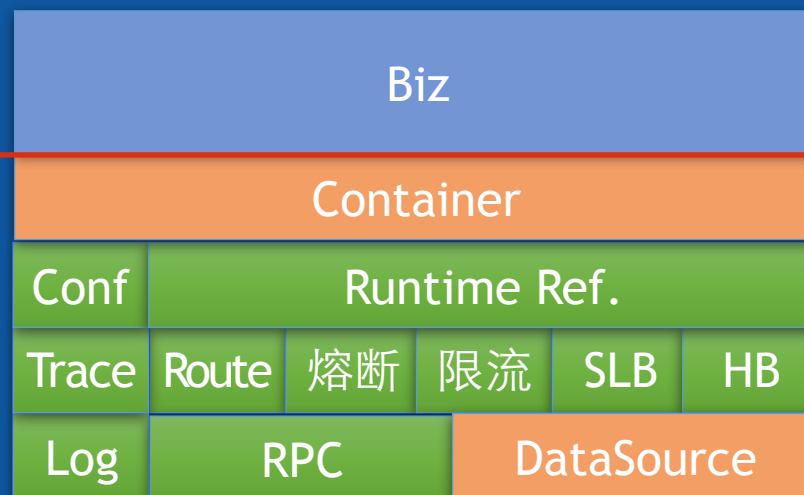 Biz
Container
Conf Runtime Ref.
Trace Route 熔断 限流 SLB HB
Log RPC DataSource